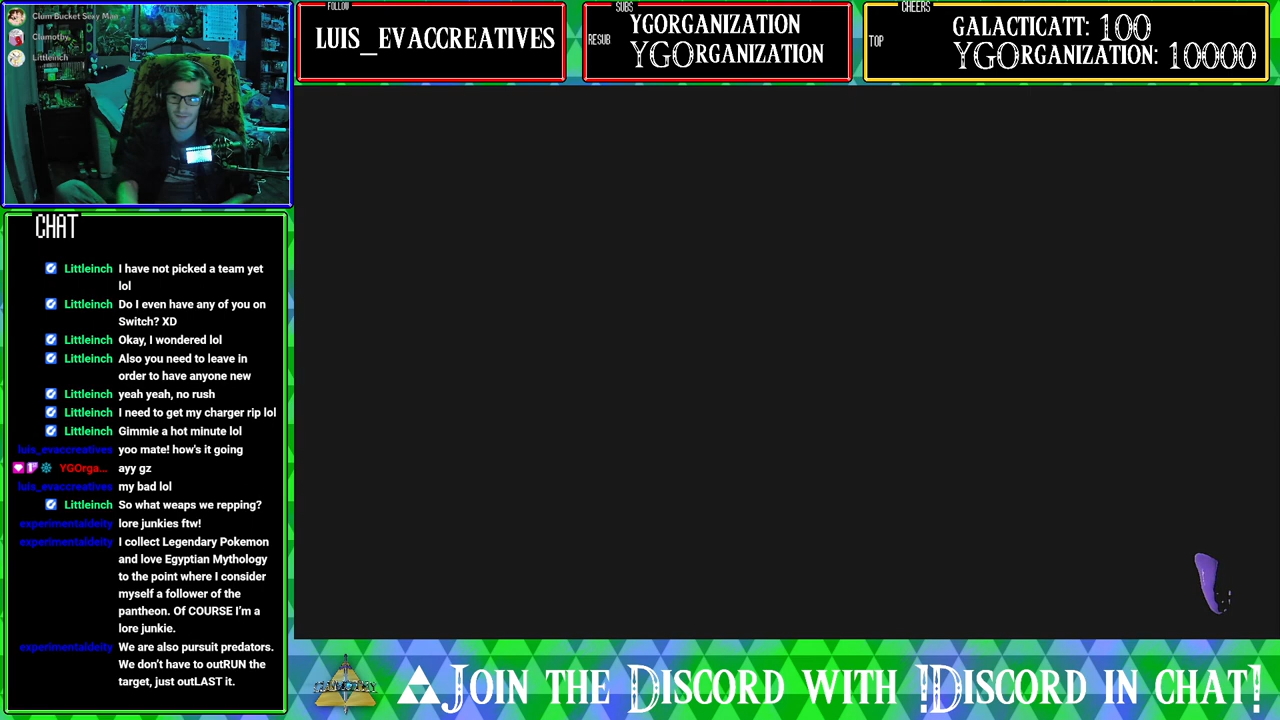 Clum Bucket Sexy Man
Clumothy
Littleinch
FOLLOW
LUIS_EVACCREATIVES
SUBS
YGORGANIZATION
RESUB
YGORGANIZATION
CHEERS
GALACTICATT: 100
TOP
YGORGANIZATION: 10000
CHAT
Littleinch I have not picked a team yet
lol
Littleinch Do I even have any of you on
Switch? XD
Littleinch Okay, I wondered lol
Littleinch Also you need to leave in
order to have anyone new
Littleinch yeah yeah, no rush
Littleinch I need to get my charger rip lol
Littleinch Gimmie a hot minute lol
luis_evaccreatives yoo mate! how's it going
YGOrga... ayy gz
luis_evaccreatives my bad lol
Littleinch So what weaps we repping?
experimentaldeity lore junkies ftw!
experimentaldeity I collect Legendary Pokemon
and love Egyptian Mythology
to the point where I consider
myself a follower of the
pantheon. Of COURSE I'm a
lore junkie.
experimentaldeity We are also pursuit predators.
We don't have to outRUN the
target, just outLAST it.
JOIN THE DISCORD WITH !DISCORD IN CHAT!